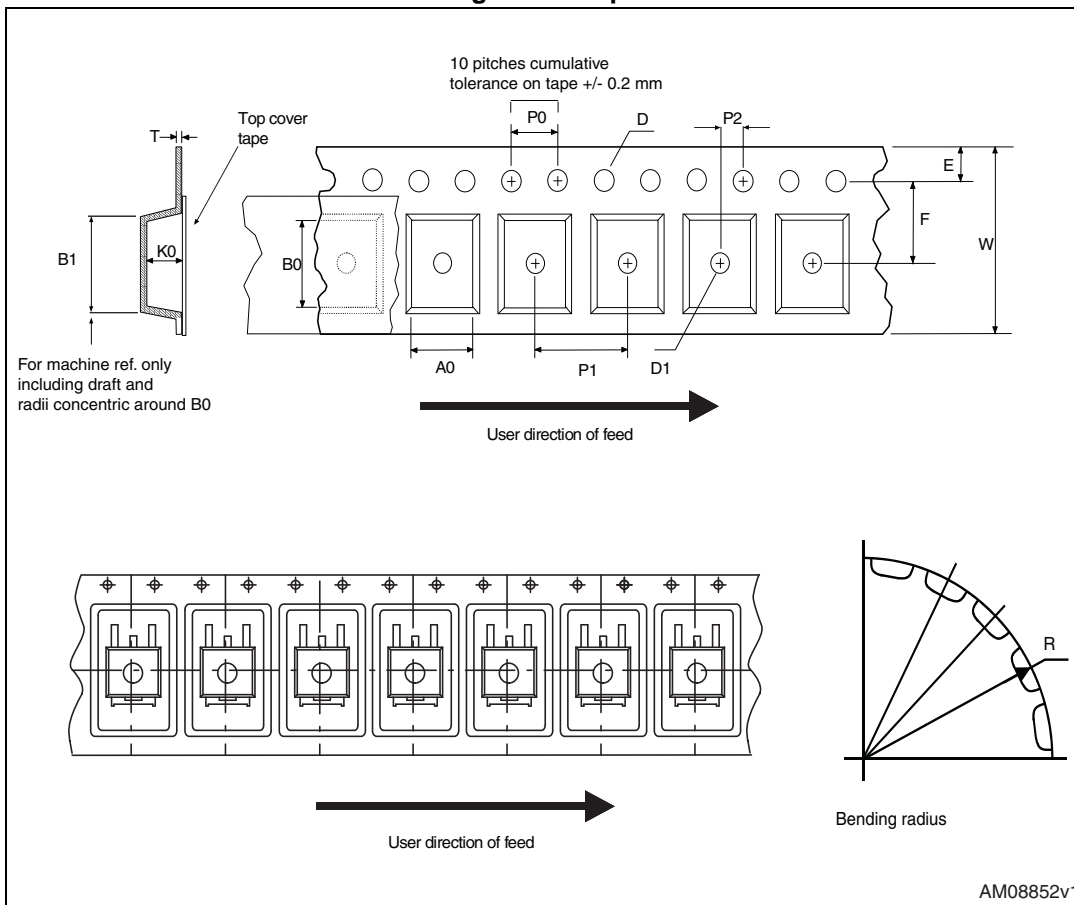 10 pitches cumulative
tolerance on tape +/- 0.2 mm
P0
D
P2
T
Top cover
tape
E
F
W
B1
K0
B0
For machine ref. only
including draft and
radii concentric around B0
A0
P1
D1
User direction of feed
R
User direction of feed
Bending radius
AM08852v1